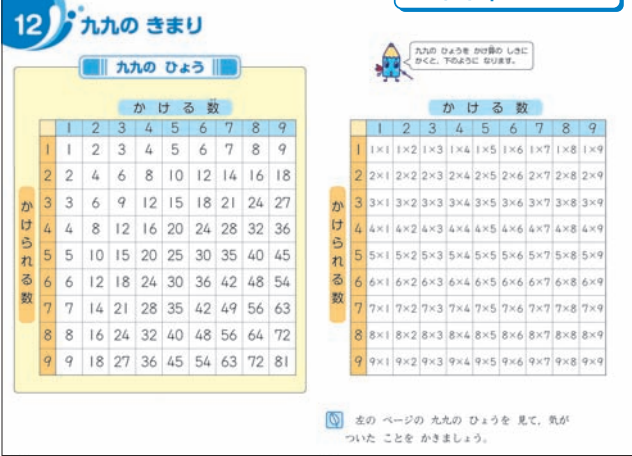 12 九九の きまり
九九の ひょう
かける数
1 2 3 4 5 6 7 8 9
1 1 2 3 4 5 6 7 8 9
2 2 4 6 8 10 12 14 16 18
3 3 6 9 12 15 18 21 24 27
4 4 8 12 16 20 24 28 32 36
5 5 10 15 20 25 30 35 40 45
6 6 12 18 24 30 36 42 48 54
7 7 14 21 28 35 42 49 56 63
8 8 16 24 32 40 48 56 64 72
9 9 18 27 36 45 54 63 72 81
かけられる数
九九の ひょうを かけ算の しきに
かくと、下のように なります。
かける数
1 2 3 4 5 6 7 8 9
1 1×1 1×2 1×3 1×4 1×5 1×6 1×7 1×8 1×9
2 2×1 2×2 2×3 2×4 2×5 2×6 2×7 2×8 2×9
3 3×1 3×2 3×3 3×4 3×5 3×6 3×7 3×8 3×9
4 4×1 4×2 4×3 4×4 4×5 4×6 4×7 4×8 4×9
5 5×1 5×2 5×3 5×4 5×5 5×6 5×7 5×8 5×9
6 6×1 6×2 6×3 6×4 6×5 6×6 6×7 6×8 6×9
7 7×1 7×2 7×3 7×4 7×5 7×6 7×7 7×8 7×9
8 8×1 8×2 8×3 8×4 8×5 8×6 8×7 8×8 8×9
9 9×1 9×2 9×3 9×4 9×5 9×6 9×7 9×8 9×9
かけられる数
左の ページの 九九の ひょうを 見て、気が
ついた ことを かきましょう。